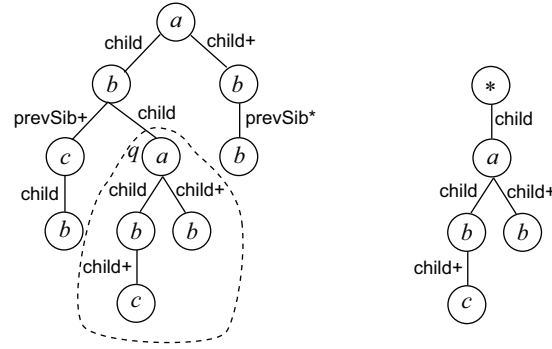 a
child child+
b b *
prevSib+ child prevSib* child
c q a b a
child child child+ child child+
b b b b b
child+ child+
c c